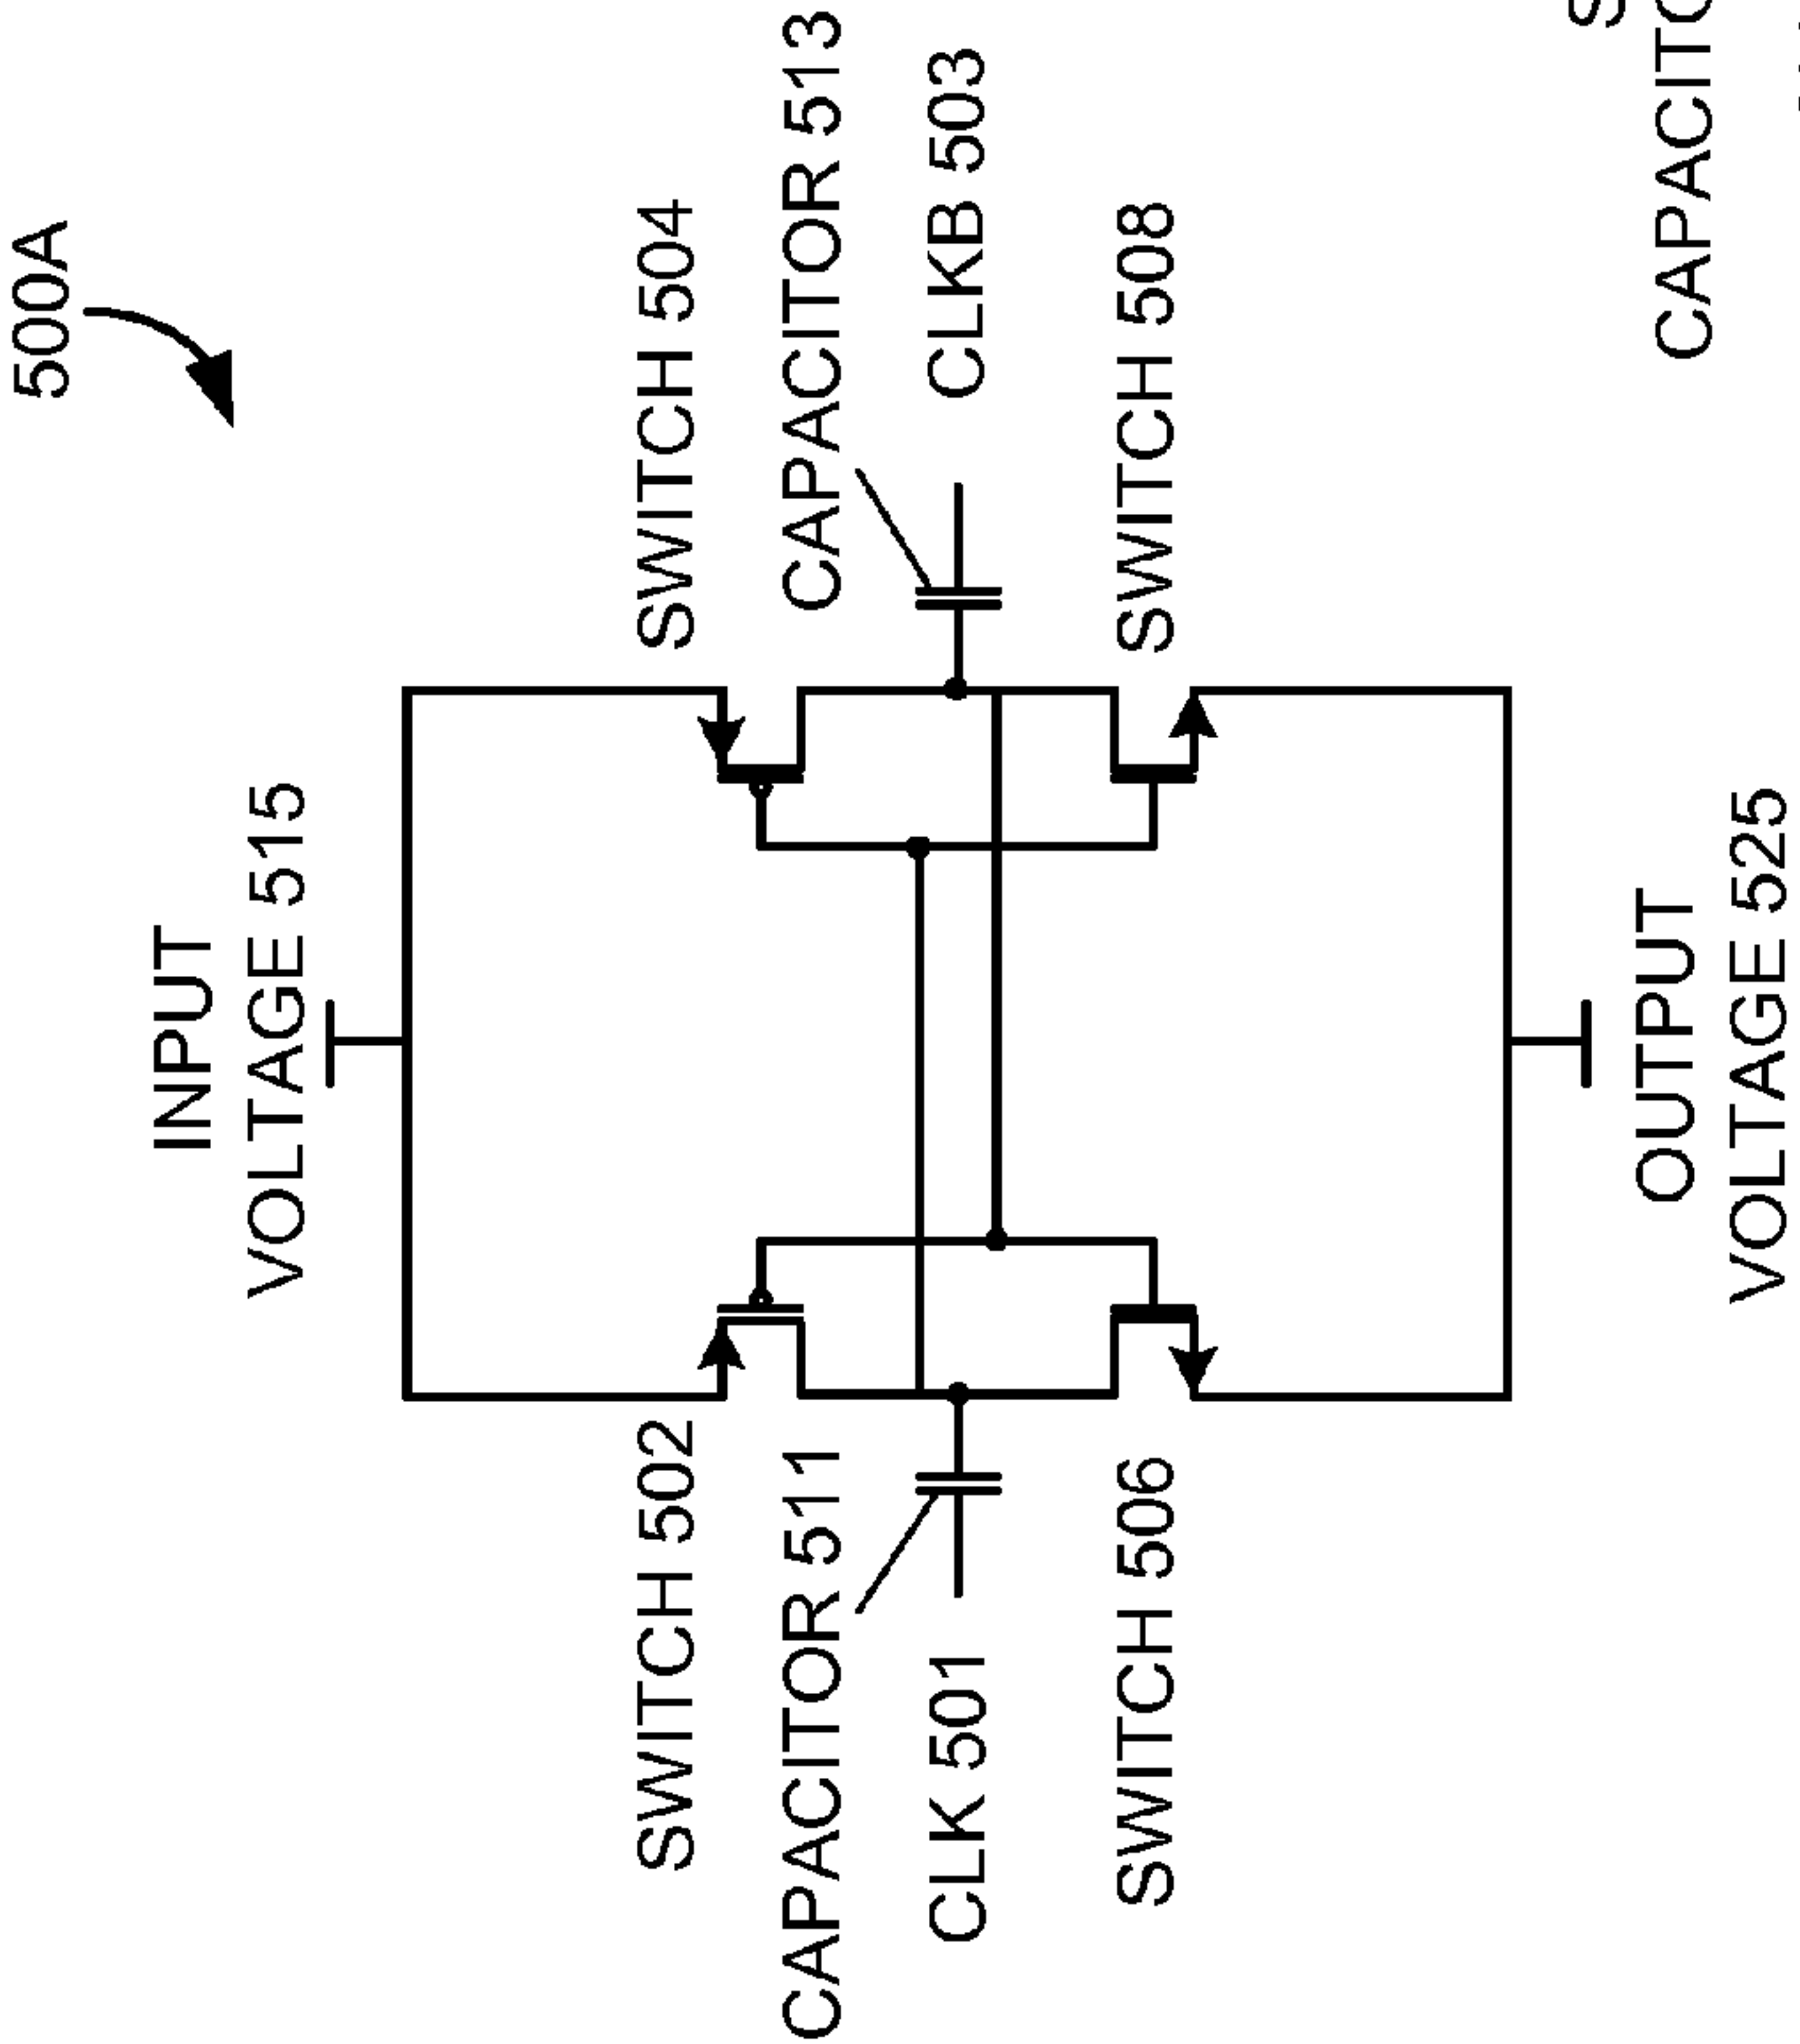 500A
INPUT
VOLTAGE 515
SWITCH 502
SWITCH 504
CAPACITOR 511
CAPACITOR 513
CLK 501
CLKB 503
SWITCH 506
SWITCH 508
OUTPUT
VOLTAGE 525